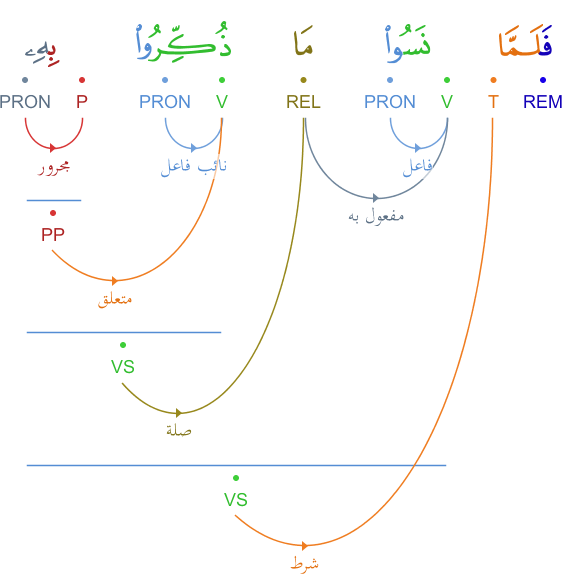 فَلَمَّا نَسُوا۟ مَا ذُكِّرُوا۟ بِهِۦ
REM T V PRON REL V PRON P PRON
مجرور نائب فاعل فاعل
مفعول به
PP
متعلق
VS
صلة
VS
شرط